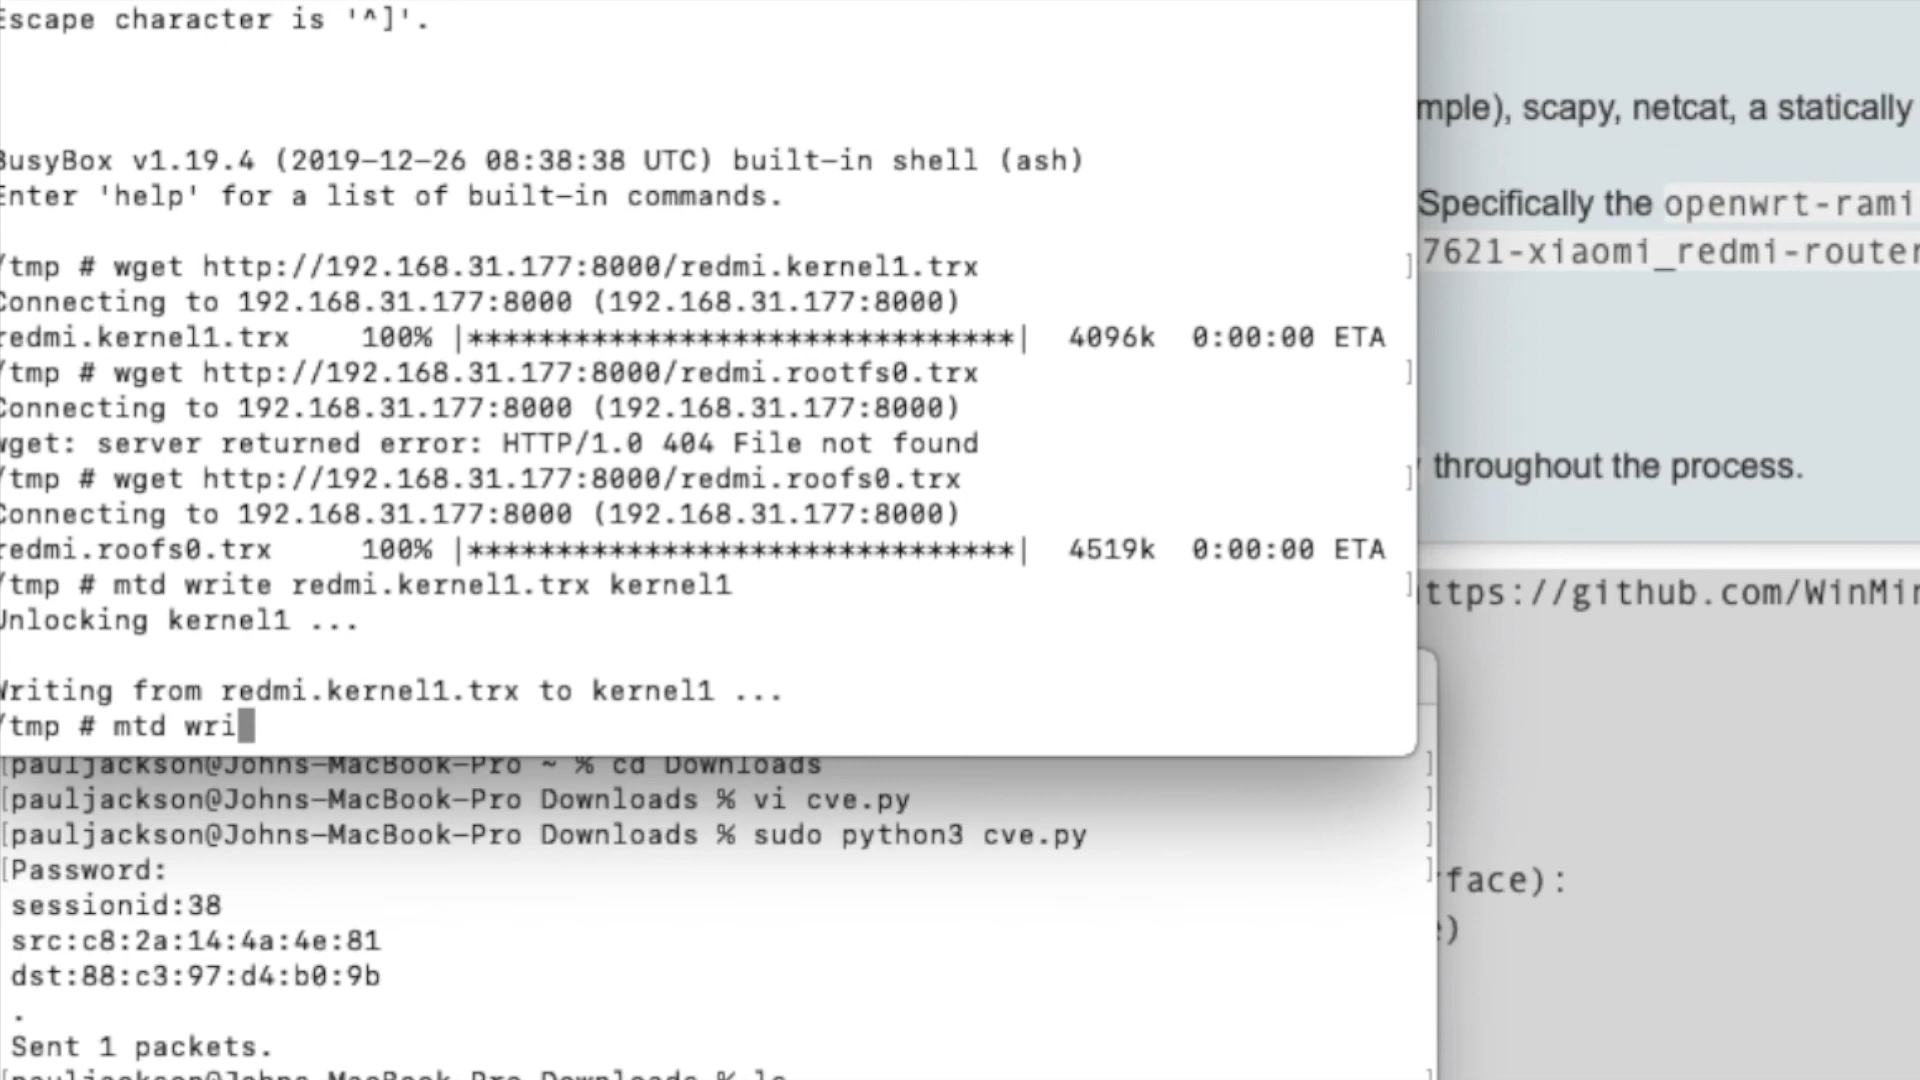 Escape character is '^]'.
BusyBox v1.19.4 (2019-12-26 08:38:38 UTC) built-in shell (ash)
Enter 'help' for a list of built-in commands.
/tmp # wget http://192.168.31.177:8000/redmi.kernel1.trx
Connecting to 192.168.31.177:8000 (192.168.31.177:8000)
redmi.kernel1.trx    100% |*******************************|  4096k  0:00:00 ETA
/tmp # wget http://192.168.31.177:8000/redmi.rootfs0.trx
Connecting to 192.168.31.177:8000 (192.168.31.177:8000)
wget: server returned error: HTTP/1.0 404 File not found
/tmp # wget http://192.168.31.177:8000/redmi.roofs0.trx
Connecting to 192.168.31.177:8000 (192.168.31.177:8000)
redmi.roofs0.trx     100% |*******************************|  4519k  0:00:00 ETA
/tmp # mtd write redmi.kernel1.trx kernel1
Unlocking kernel1 ...
Writing from redmi.kernel1.trx to kernel1 ...
/tmp # mtd wri
[pauljackson@Johns-MacBook-Pro ~ % cd Downloads
[pauljackson@Johns-MacBook-Pro Downloads % vi cve.py
[pauljackson@Johns-MacBook-Pro Downloads % sudo python3 cve.py
[Password:
sessionid:38
src:c8:2a:14:4a:4e:81
dst:88:c3:97:d4:b0:9b
.
Sent 1 packets.
[pauljackson@Johns-MacBook-Pro Downloads % ls
mple), scapy, netcat, a statically
Specifically the openwrt-rami
7621-xiaomi_redmi-router
throughout the process.
ttps://github.com/WinMin
face):
e)